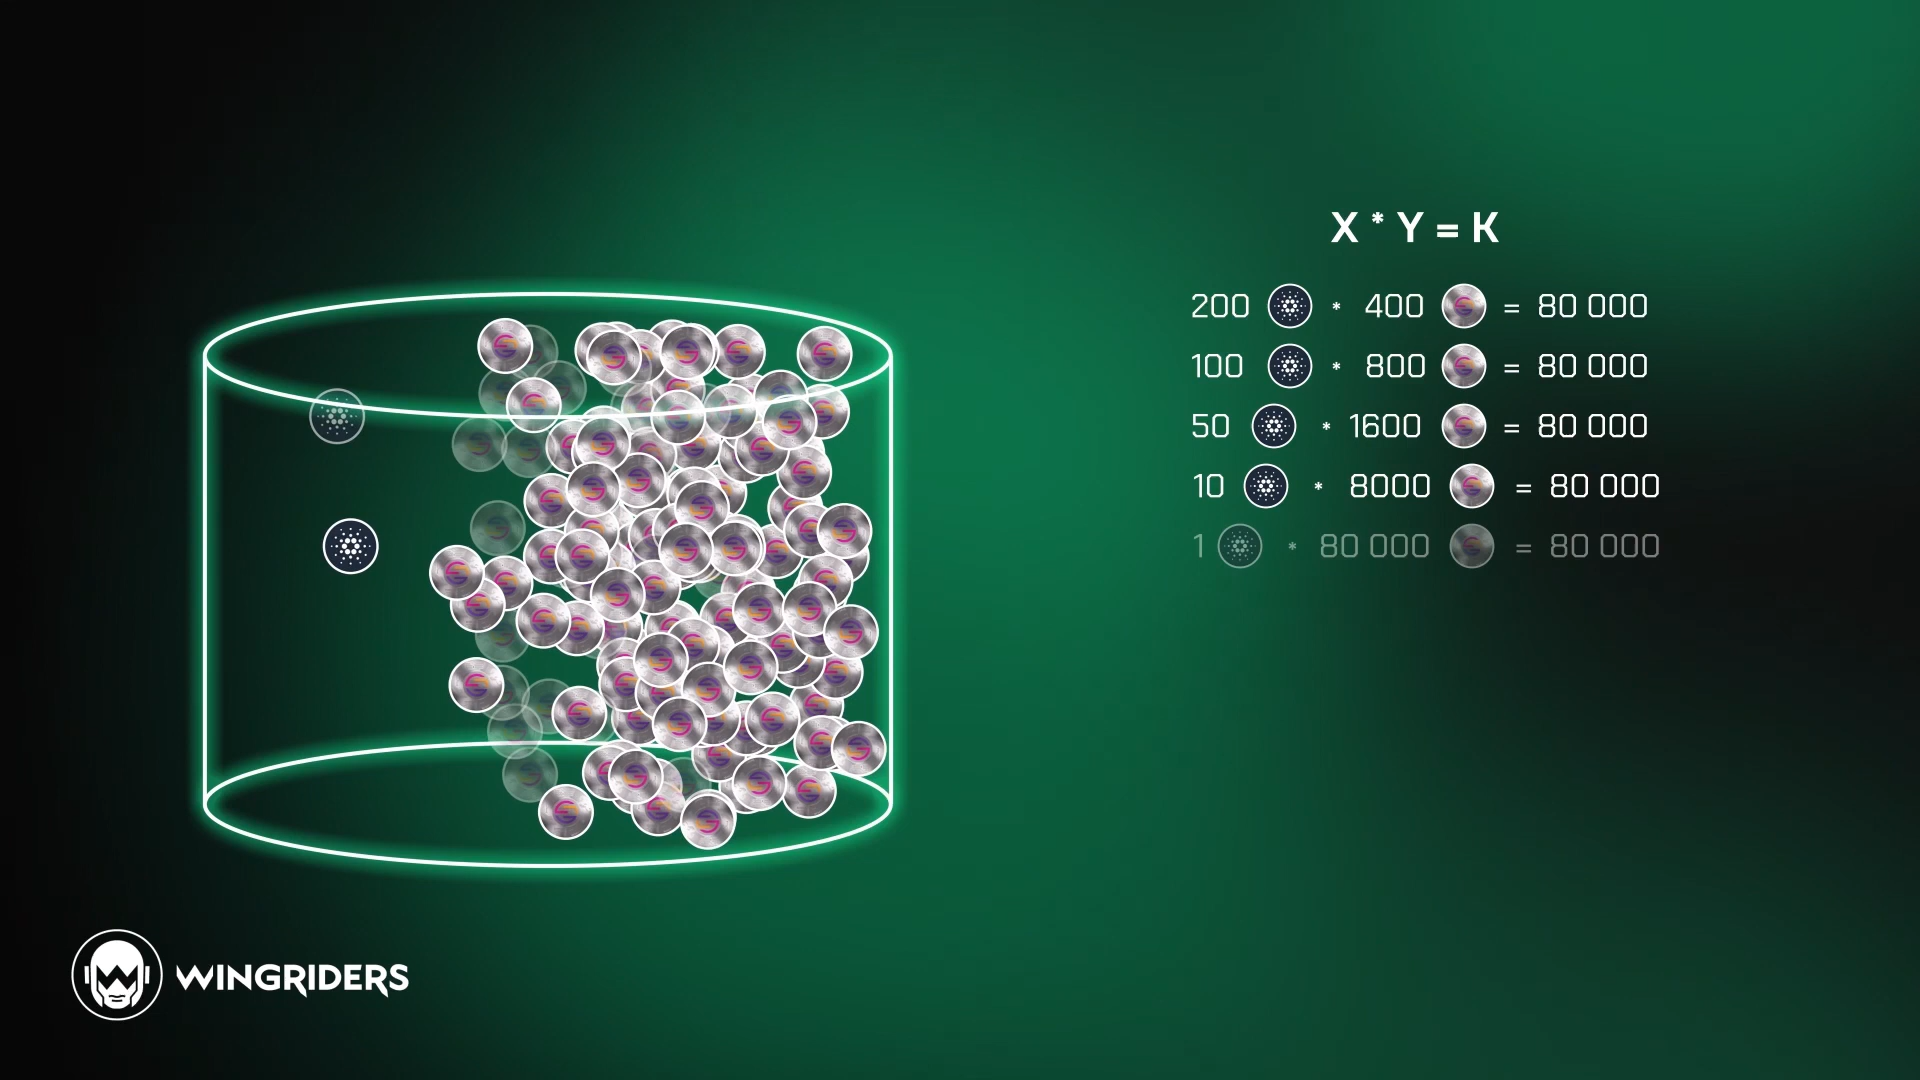 X * Y = K
200 * 400 = 80 000
100 * 800 = 80 000
50 * 1600 = 80 000
10 * 8000 = 80 000
1 * 80 000 = 80 000
WINGRIDERS